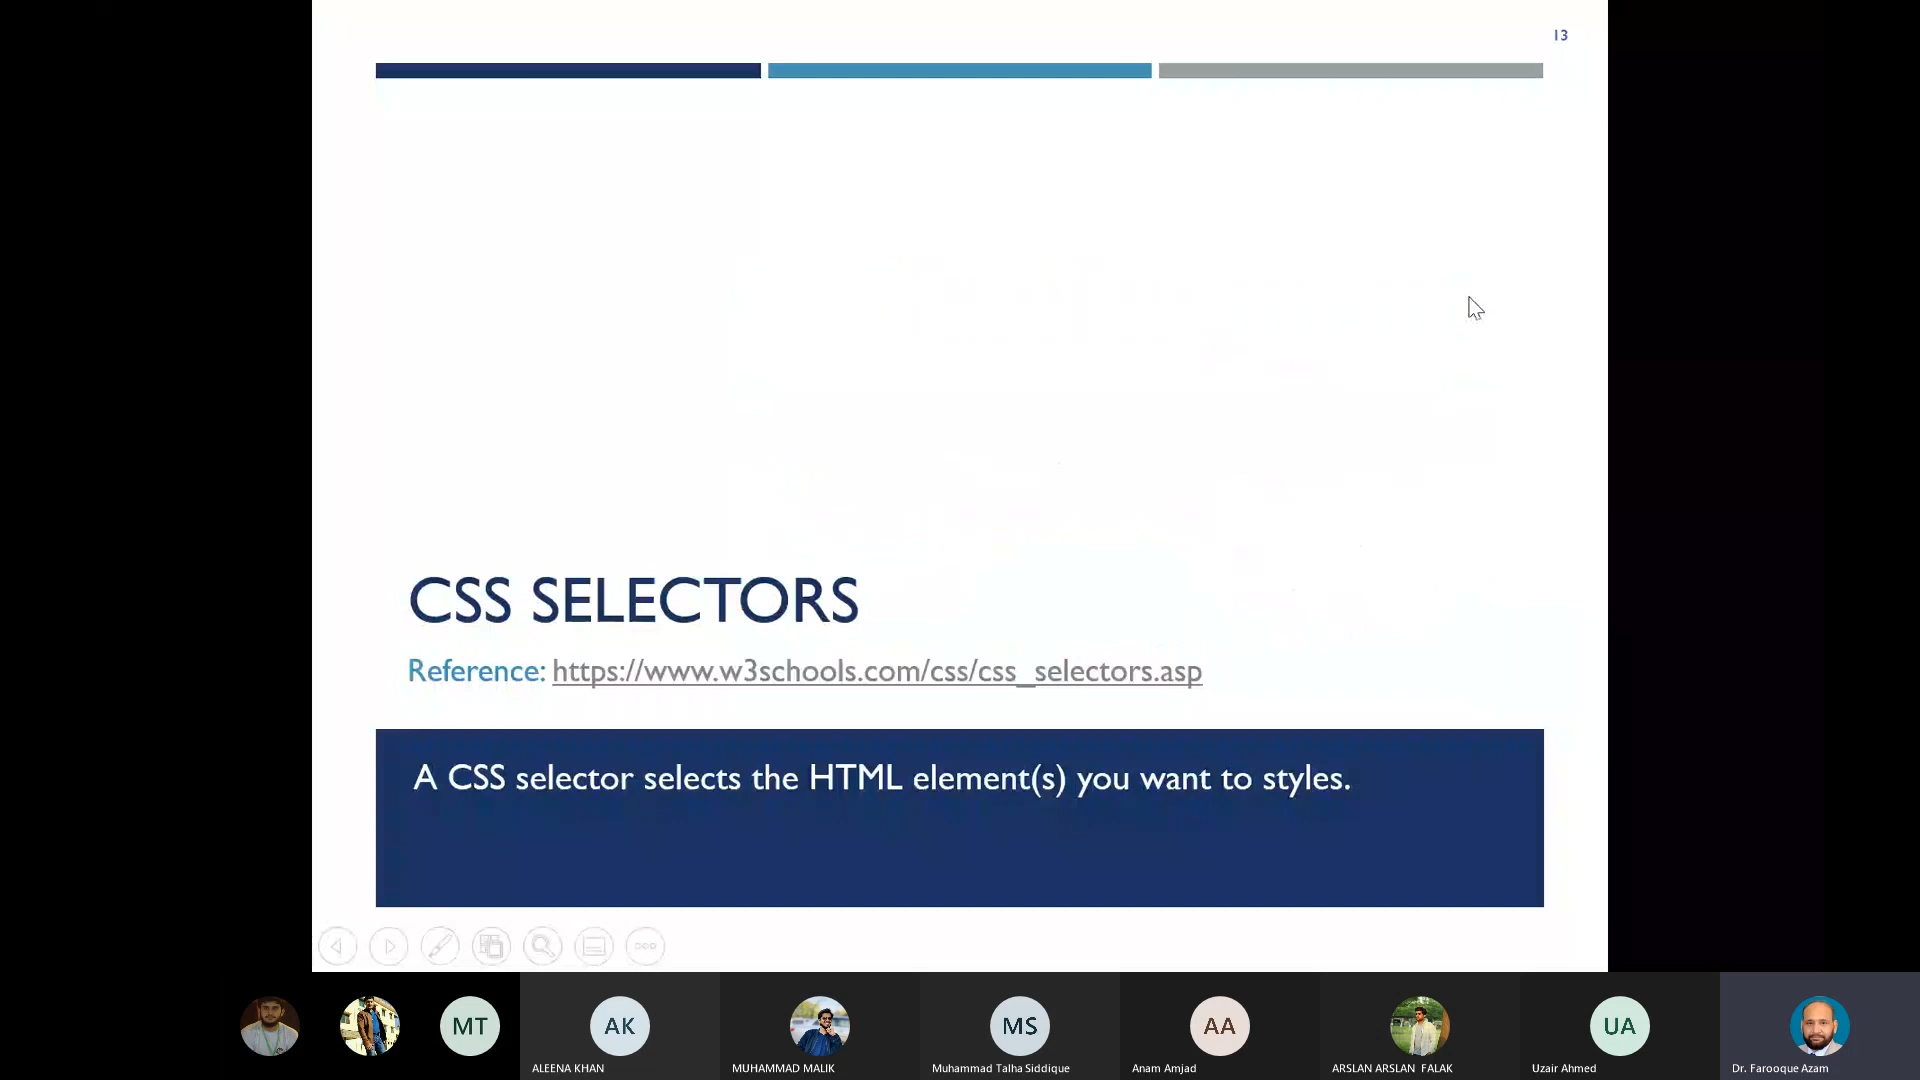 13
CSS SELECTORS
Reference: https://www.w3schools.com/css/css_selectors.asp
A CSS selector selects the HTML element(s) you want to styles.
MT
AK
MS
AA
UA
ALEENA KHAN
MUHAMMAD MALIK
Muhammad Talha Siddique
Anam Amjad
ARSLAN ARSLAN FALAK
Uzair Ahmed
Dr. Farooque Azam